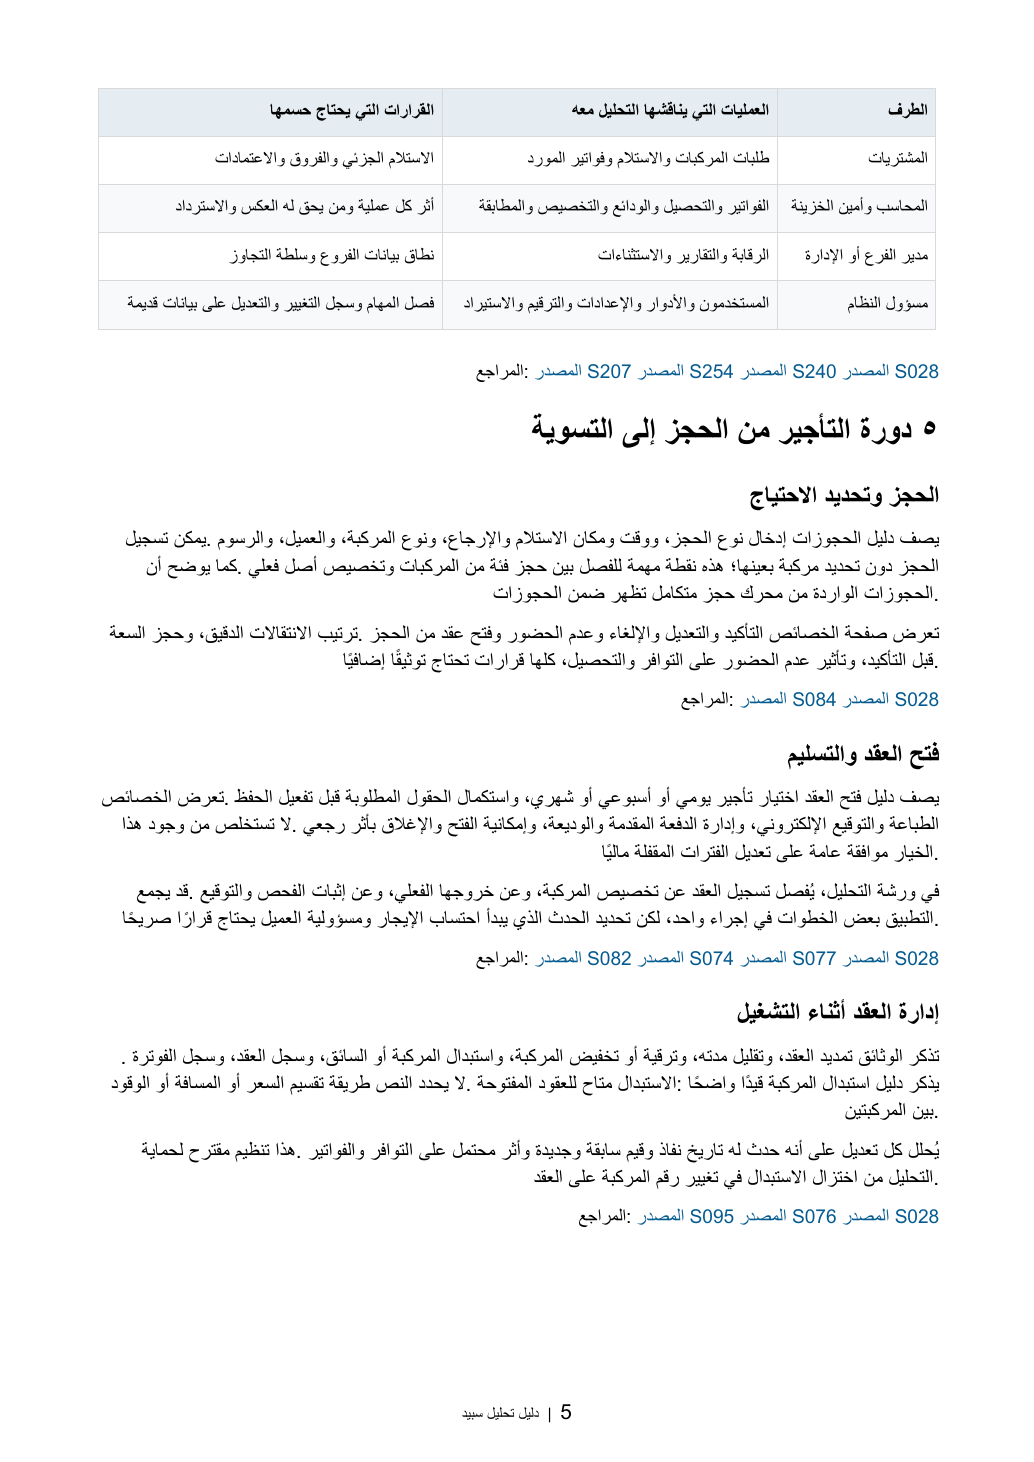 الطرف	العمليات التي يناقشها التحليل معه	القرارات التي يحتاج حسمها
المشتريات	طلبات المركبات والاستلام وفواتير المورد	الاستلام الجزئي والفروق والاعتمادات
المحاسب وأمين الخزينة	الفواتير والتحصيل والودائع والتخصيص والمطابقة	أثر كل عملية ومن يحق له العكس والاسترداد
مدير الفرع أو الإدارة	الرقابة والتقارير والاستثناءات	نطاق بيانات الفروع وسلطة التجاوز
مسؤول النظام	المستخدمون والأدوار والإعدادات والترقيم والاستيراد	فصل المهام وسجل التغيير والتعديل على بيانات قديمة
المراجع: المصدر S207 المصدر S254 المصدر S240 المصدر S028
٥ دورة التأجير من الحجز إلى التسوية
الحجز وتحديد الاحتياج
يصف دليل الحجوزات إدخال نوع الحجز، ووقت ومكان الاستلام والإرجاع، ونوع المركبة، والعميل، والرسوم .يمكن تسجيل
الحجز دون تحديد مركبة بعينها؛ هذه نقطة مهمة للفصل بين حجز فئة من المركبات وتخصيص أصل فعلي .كما يوضح أن
.الحجوزات الواردة من محرك حجز متكامل تظهر ضمن الحجوزات
تعرض صفحة الخصائص التأكيد والتعديل والإلغاء وعدم الحضور وفتح عقد من الحجز .ترتيب الانتقالات الدقيق، وحجز السعة
.قبل التأكيد، وتأثير عدم الحضور على التوافر والتحصيل، كلها قرارات تحتاج توثيقًا إضافيًا
المراجع: المصدر S084 المصدر S028
فتح العقد والتسليم
يصف دليل فتح العقد اختيار تأجير يومي أو أسبوعي أو شهري، واستكمال الحقول المطلوبة قبل تفعيل الحفظ .تعرض الخصائص
الطباعة والتوقيع الإلكتروني، وإدارة الدفعة المقدمة والوديعة، وإمكانية الفتح والإغلاق بأثر رجعي .لا تستخلص من وجود هذا
.الخيار موافقة عامة على تعديل الفترات المقفلة ماليًا
في ورشة التحليل، يُفصل تسجيل العقد عن تخصيص المركبة، وعن خروجها الفعلي، وعن إثبات الفحص والتوقيع .قد يجمع
.التطبيق بعض الخطوات في إجراء واحد، لكن تحديد الحدث الذي يبدأ احتساب الإيجار ومسؤولية العميل يحتاج قرارًا صريحًا
المراجع: المصدر S082 المصدر S074 المصدر S077 المصدر S028
إدارة العقد أثناء التشغيل
تذكر الوثائق تمديد العقد، وتقليل مدته، وترقية أو تخفيض المركبة، واستبدال المركبة أو السائق، وسجل العقد، وسجل الفوترة .
يذكر دليل استبدال المركبة قيدًا واضحًا :الاستبدال متاح للعقود المفتوحة .لا يحدد النص طريقة تقسيم السعر أو المسافة أو الوقود
.بين المركبتين
يُحلل كل تعديل على أنه حدث له تاريخ نفاذ وقيم سابقة وجديدة وأثر محتمل على التوافر والفواتير .هذا تنظيم مقترح لحماية
.التحليل من اختزال الاستبدال في تغيير رقم المركبة على العقد
المراجع: المصدر S095 المصدر S076 المصدر S028
دليل تحليل سبيد | 5